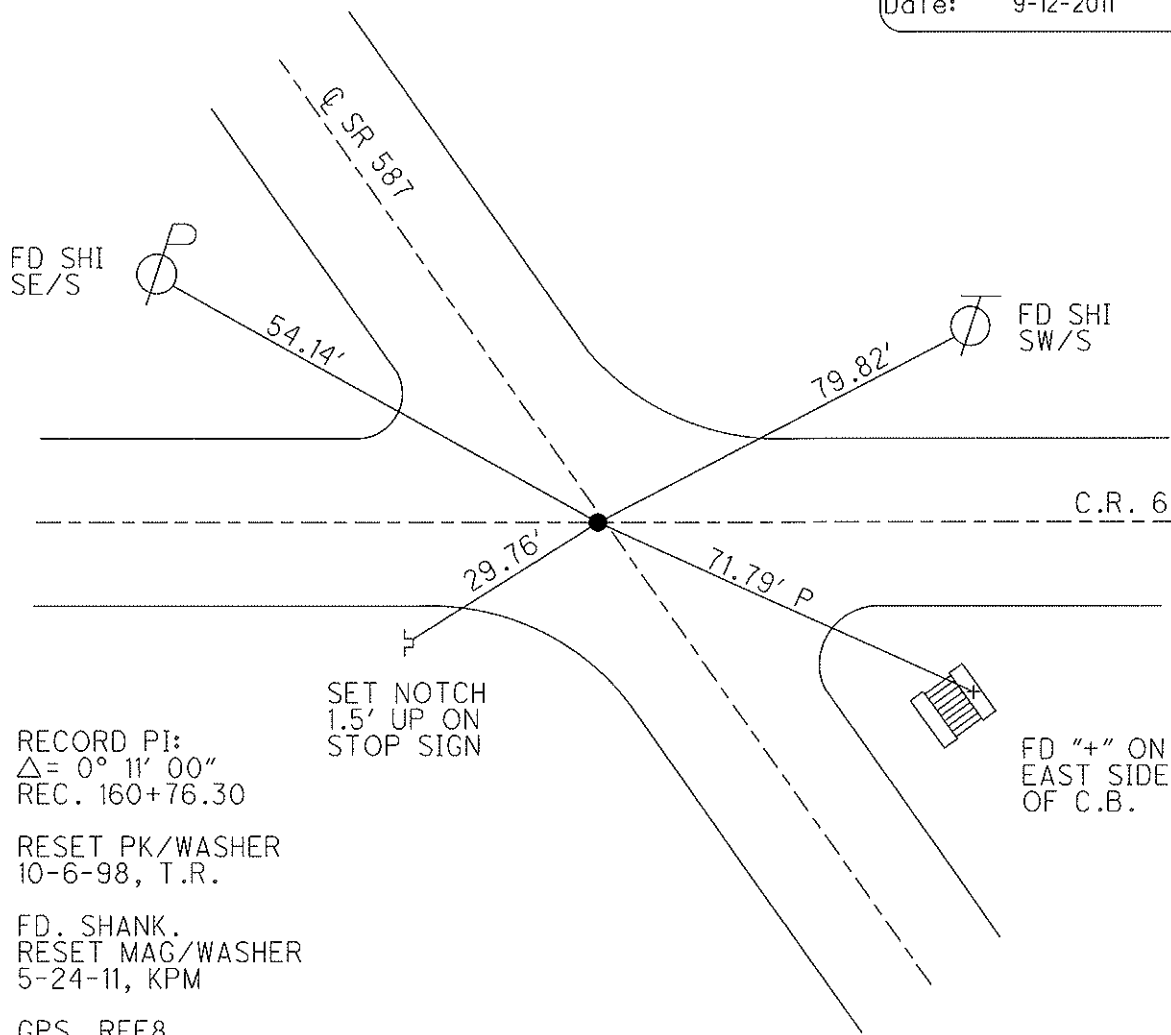 Date: 9-12-2011
℄ SR 587
FD SHI
SE/S
54.14'
79.82'
FD SHI
SW/S
C.R. 6
29.76'
71.79' P
SET NOTCH
1.5' UP ON
STOP SIGN
FD "+" ON
EAST SIDE
OF C.B.
RECORD PI:
△= 0° 11' 00"
REC. 160+76.30
RESET PK/WASHER
10-6-98, T.R.
FD. SHANK.
RESET MAG/WASHER
5-24-11, KPM
GPS REF8